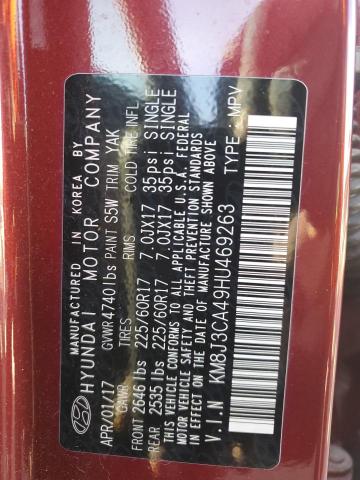 MANUFACTURED IN KOREA BY
HYUNDAI MOTOR COMPANY
APR/01/17 GVWR 4740 lbs PAINT S5W TRIM YAK
GAWR TIRES RIMS COLD TIRE INFL.
FRONT 2646 lbs 225/60R17 7.0JX17 35psi SINGLE
REAR 2535 lbs 225/60R17 7.0JX17 35psi SINGLE
THIS VEHICLE CONFORMS TO ALL APPLICABLE U.S.A. FEDERAL
MOTOR VEHICLE SAFETY AND THEFT PREVENTION STANDARDS
IN EFFECT ON THE DATE OF MANUFACTURE SHOWN ABOVE
V.I.N KM8J3CA49HU469263 TYPE : MPV